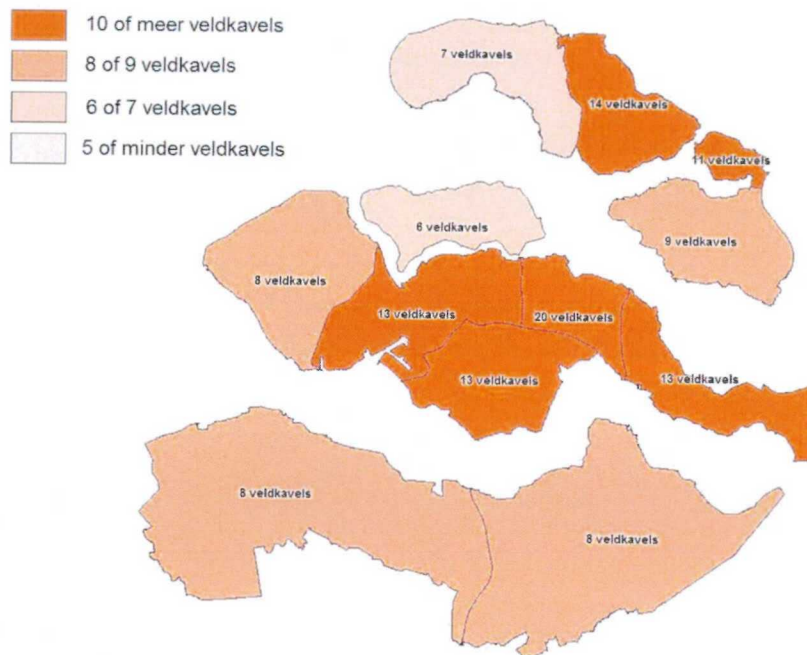 10 of meer veldkavels
8 of 9 veldkavels
6 of 7 veldkavels
5 of minder veldkavels
7 veldkavels
14 veldkavels
11 veldkavels
6 veldkavels
9 veldkavels
8 veldkavels
13 veldkavels
20 veldkavels
13 veldkavels
13 veldkavels
8 veldkavels
8 veldkavels